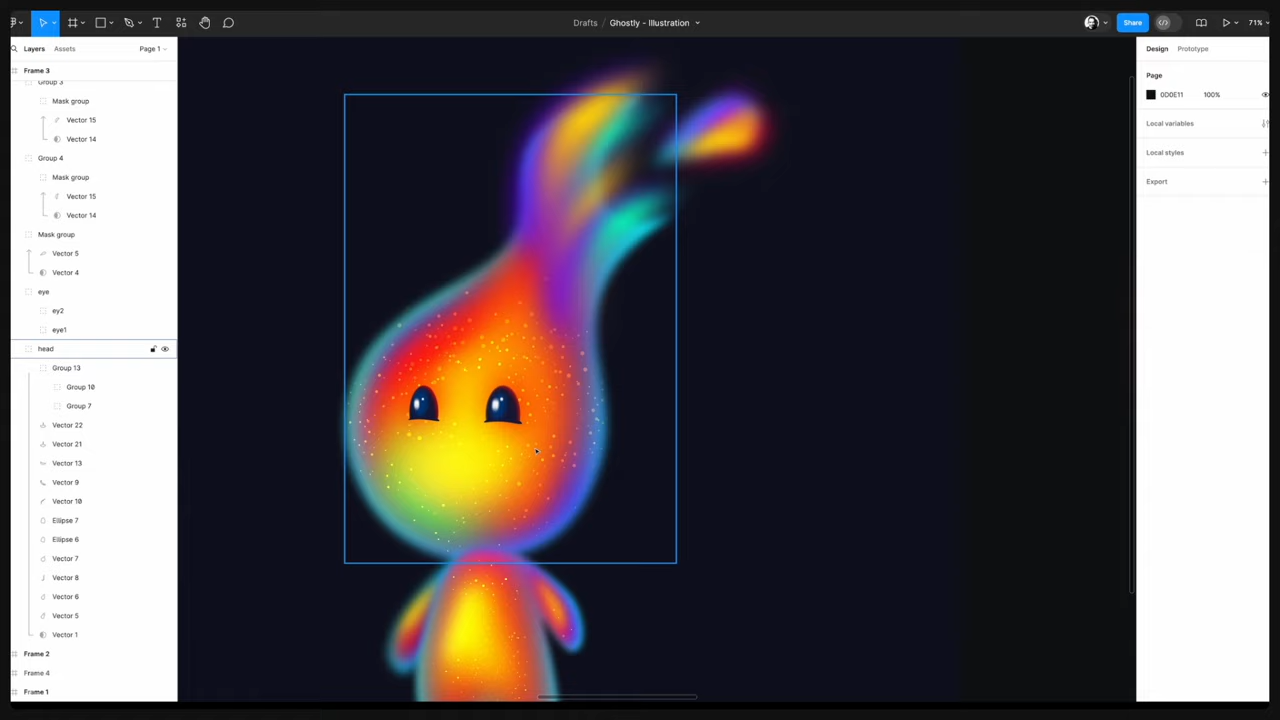 Drafts / Ghostly - Illustration
Share
71%
Layers Assets Page 1
Frame 3
Group 3
Mask group
Vector 15
Vector 14
Group 4
Mask group
Vector 15
Vector 14
Mask group
Vector 5
Vector 4
eye
ey2
eye1
head
Group 13
Group 10
Group 7
Vector 22
Vector 21
Vector 13
Vector 9
Vector 10
Ellipse 7
Ellipse 6
Vector 7
Vector 8
Vector 6
Vector 5
Vector 1
Frame 2
Frame 4
Frame 1
Design Prototype
Page
0D0E11 100%
Local variables
Local styles
Export